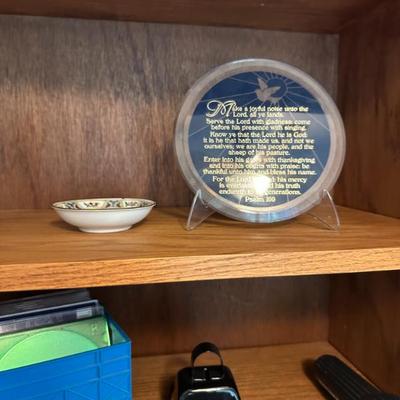 Make a joyful noise unto the
Lord, all ye lands.
Serve the Lord with gladness: come
before his presence with singing.
Know ye that the Lord he is God:
it is he that hath made us, and not we
ourselves; we are his people, and the
sheep of his pasture.
Enter into his gates with thanksgiving
and into his courts with praise: be
thankful unto him and bless his name.
For the Lord is good: his mercy
is everlasting and his truth
endureth to all generations.
Psalm 100